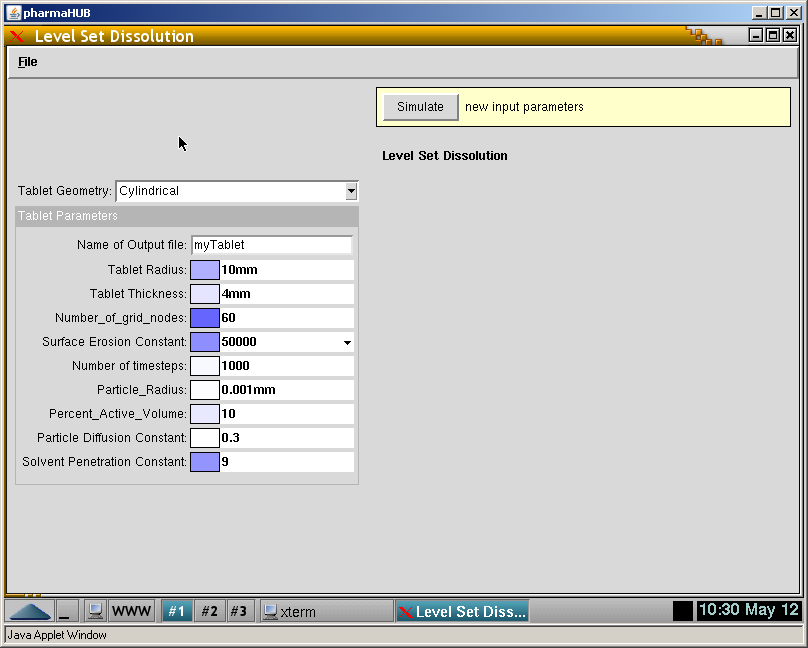 pharmaHUB
Level Set Dissolution
File
Simulate new input parameters
Level Set Dissolution
Tablet Geometry: Cylindrical
Tablet Parameters
Name of Output file: myTablet
Tablet Radius: 10mm
Tablet Thickness: 4mm
Number_of_grid_nodes: 60
Surface Erosion Constant: 50000
Number of timesteps: 1000
Particle_Radius: 0.001mm
Percent_Active_Volume: 10
Particle Diffusion Constant: 0.3
Solvent Penetration Constant: 9
WWW #1 #2 #3 xterm Level Set Diss... 10:30 May 12
Java Applet Window